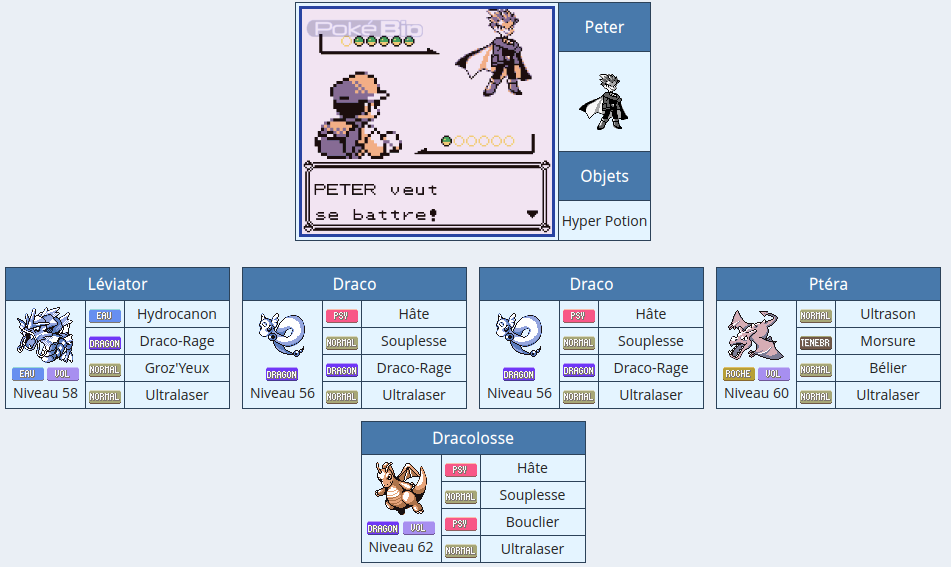 Poké Bip
Peter
PETER veut
se battre!
Objets
Hyper Potion
Léviator
EAU Hydrocanon
DRAGON Draco-Rage
NORMAL Groz'Yeux
NORMAL Ultralaser
EAU VOL
Niveau 58
Draco
PSY Hâte
NORMAL Souplesse
DRAGON Draco-Rage
NORMAL Ultralaser
DRAGON
Niveau 56
Draco
PSY Hâte
NORMAL Souplesse
DRAGON Draco-Rage
NORMAL Ultralaser
DRAGON
Niveau 56
Ptéra
NORMAL Ultrason
TENEBR Morsure
NORMAL Bélier
NORMAL Ultralaser
ROCHE VOL
Niveau 60
Dracolosse
PSY Hâte
NORMAL Souplesse
PSY Bouclier
NORMAL Ultralaser
DRAGON VOL
Niveau 62